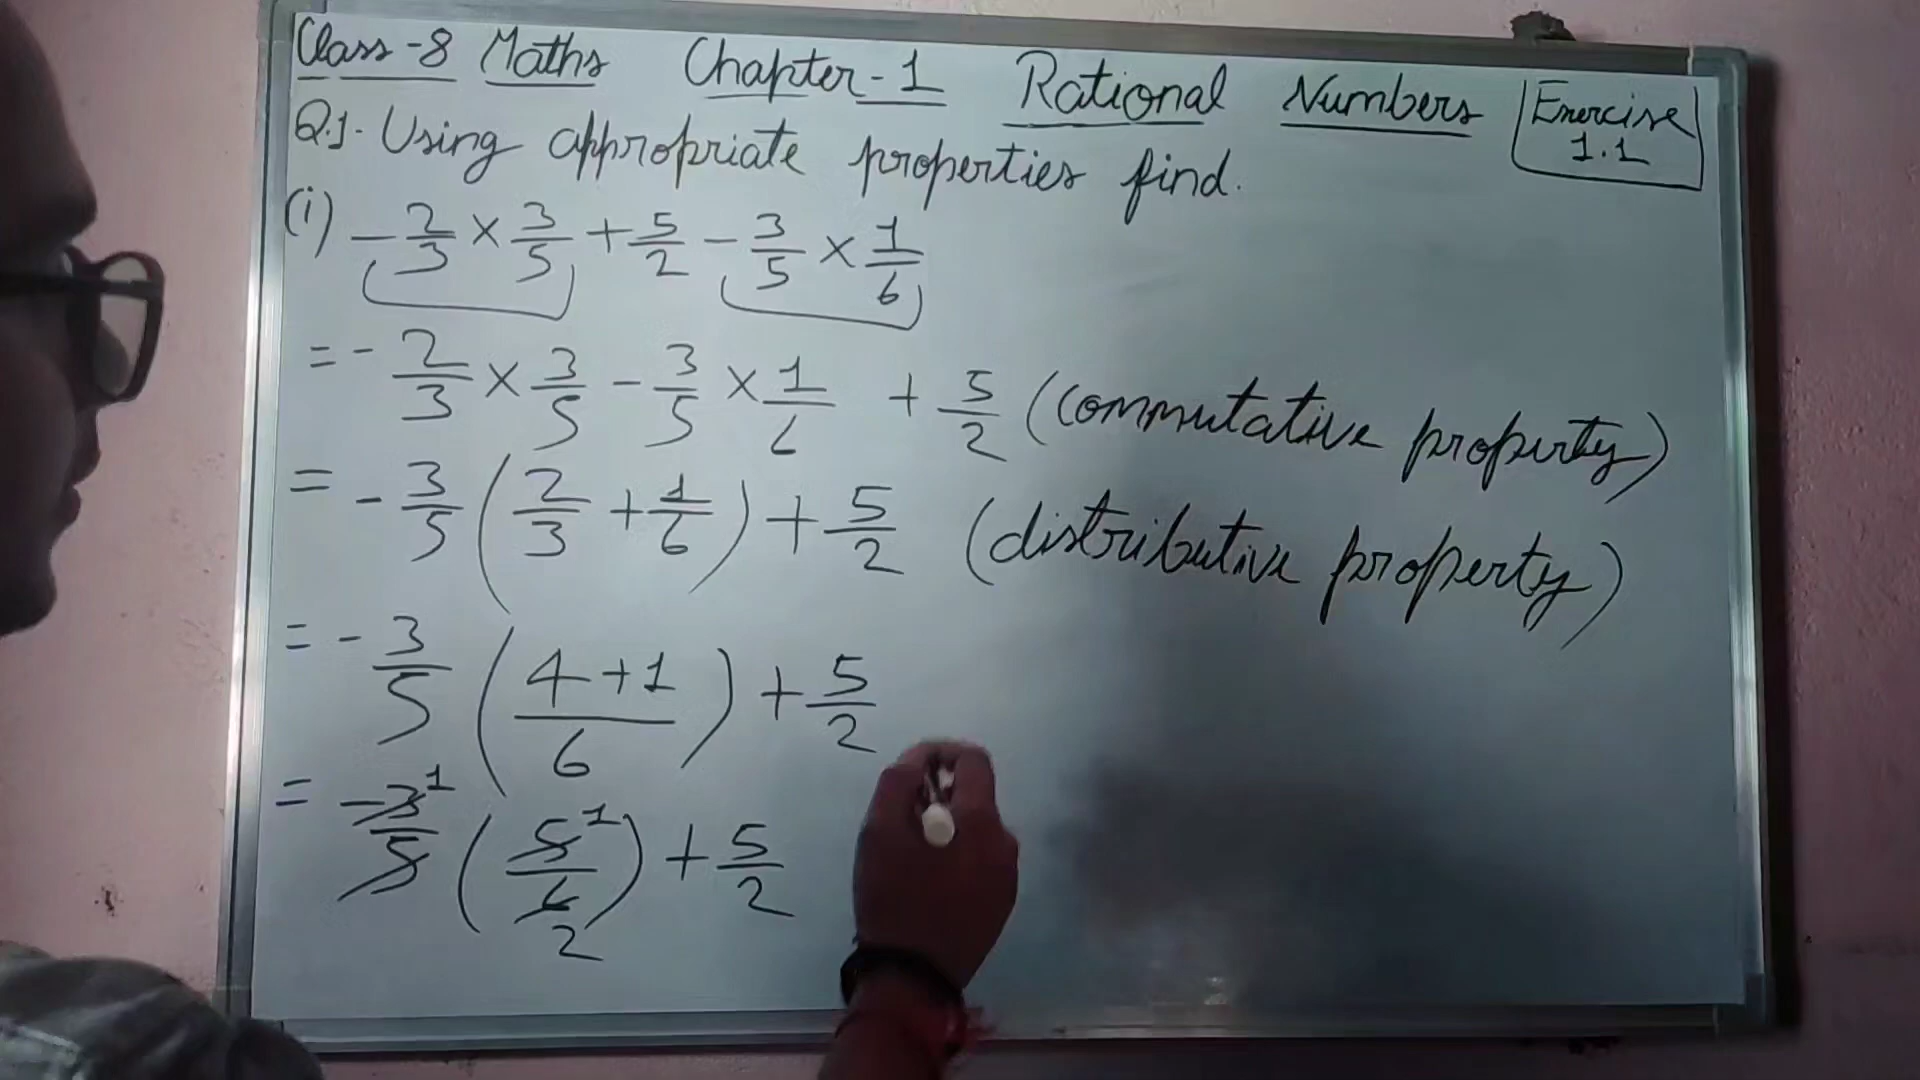 Class-8 Maths Chapter-1 Rational Numbers
Exercise 1.1
Q.1. Using appropriate properties find.
(i) -2/3 × 3/5 + 5/2 - 3/5 × 1/6
= -2/3 × 3/5 - 3/5 × 1/6 + 5/2 (commutative property)
= -3/5 (2/3 + 1/6) + 5/2 (distributive property)
= -3/5 ((4+1)/6) + 5/2
= -3/5 1 (5/6 1 2) + 5/2